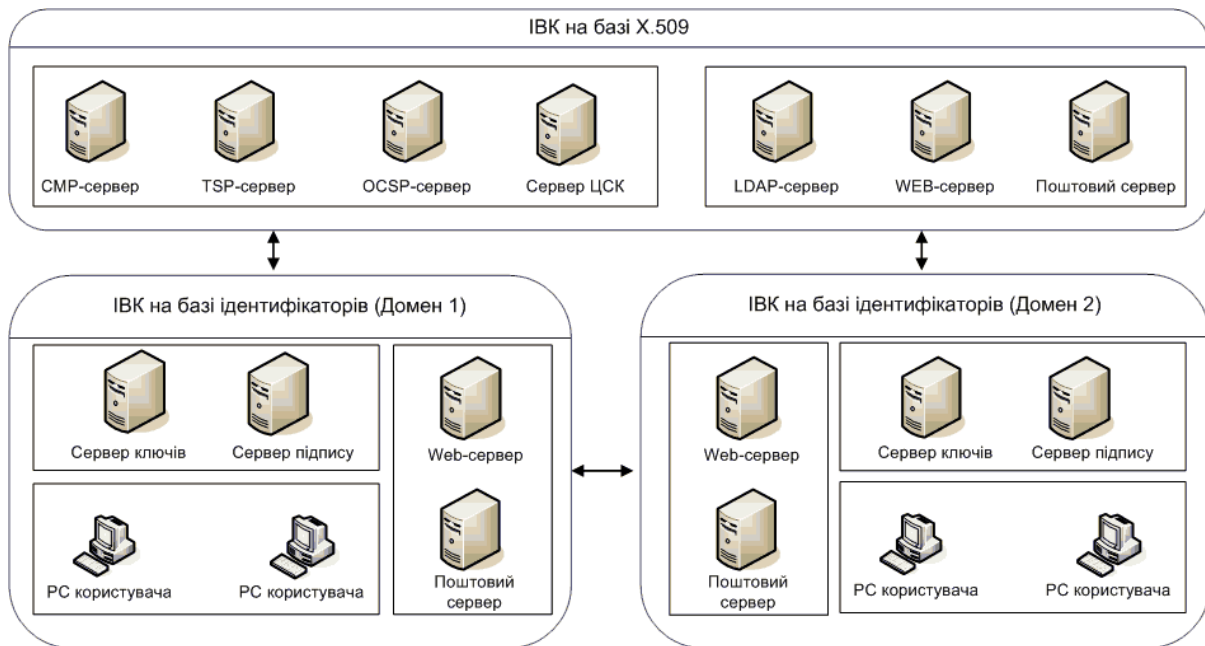 ІВК на базі X.509
CMP-сервер
TSP-сервер
OCSP-сервер
Сервер ЦСК
LDAP-сервер
WEB-сервер
Поштовий сервер
ІВК на базі ідентифікаторів (Домен 1)
Сервер ключів
Сервер підпису
Web-сервер
РС користувача
РС користувача
Поштовий
сервер
ІВК на базі ідентифікаторів (Домен 2)
Web-сервер
Сервер ключів
Сервер підпису
Поштовий
сервер
РС користувача
РС користувача